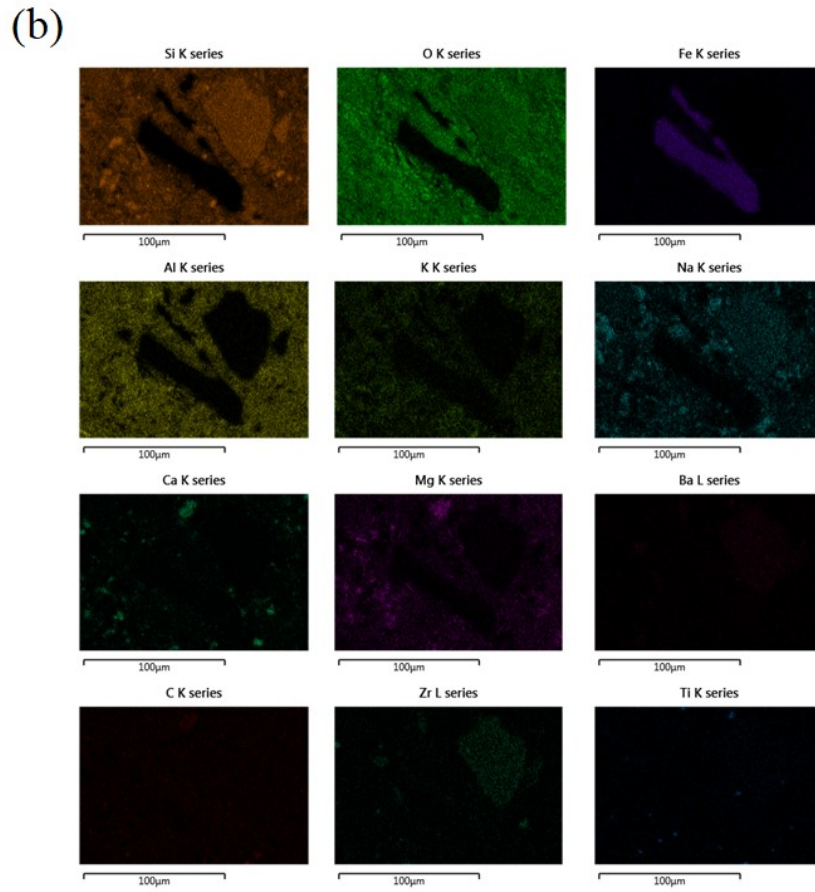 (b)
Si K series
O K series
Fe K series
100μm
100μm
100μm
Al K series
K K series
Na K series
100μm
100μm
100μm
Ca K series
Mg K series
Ba L series
100μm
100μm
100μm
C K series
Zr L series
Ti K series
100μm
100μm
100μm